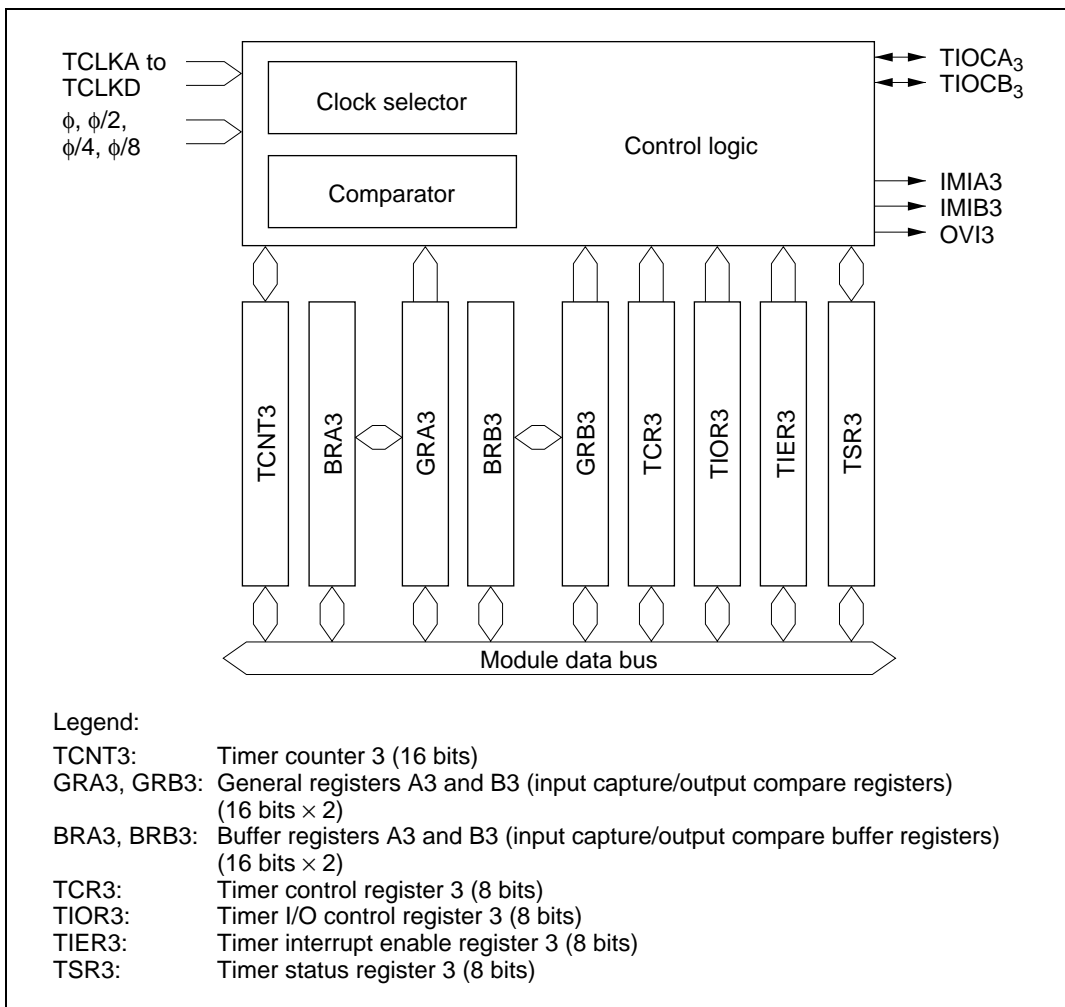 TCLKA to
TCLKD
ϕ, ϕ/2,
ϕ/4, ϕ/8
Clock selector
Comparator
Control logic
TIOCA₃
TIOCB₃
IMIA3
IMIB3
OVI3
TCNT3
BRA3
GRA3
BRB3
GRB3
TCR3
TIOR3
TIER3
TSR3
Module data bus
Legend:
TCNT3: Timer counter 3 (16 bits)
GRA3, GRB3: General registers A3 and B3 (input capture/output compare registers)
(16 bits × 2)
BRA3, BRB3: Buffer registers A3 and B3 (input capture/output compare buffer registers)
(16 bits × 2)
TCR3: Timer control register 3 (8 bits)
TIOR3: Timer I/O control register 3 (8 bits)
TIER3: Timer interrupt enable register 3 (8 bits)
TSR3: Timer status register 3 (8 bits)